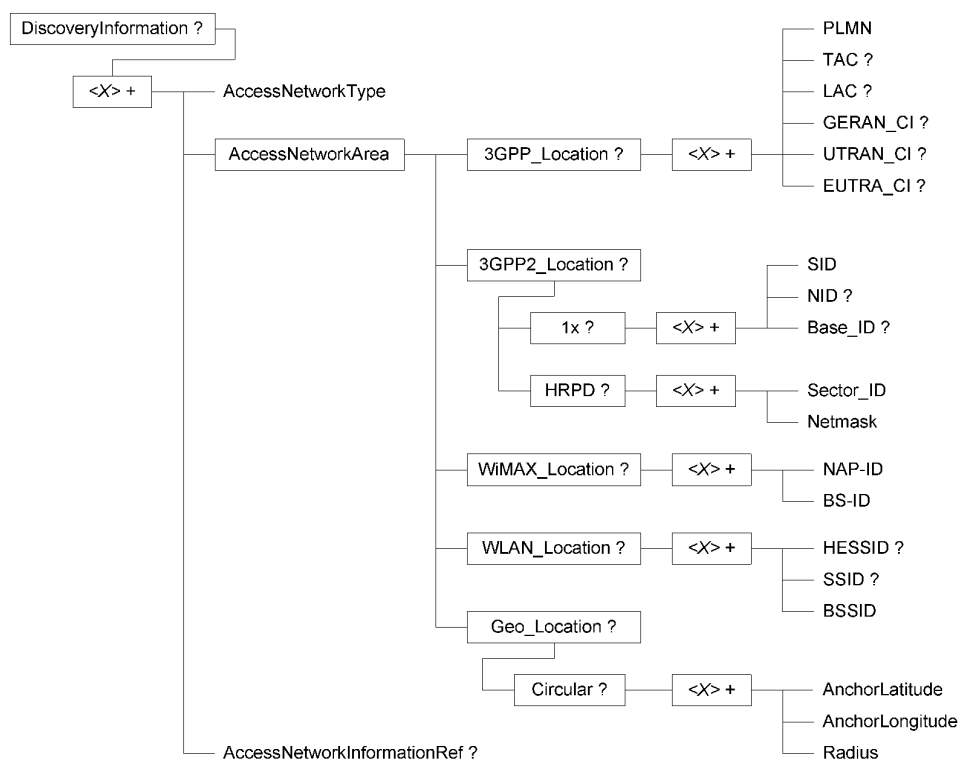 DiscoveryInformation ?
<X> +
AccessNetworkType
AccessNetworkArea
3GPP_Location ?
<X> +
PLMN
TAC ?
LAC ?
GERAN_CI ?
UTRAN_CI ?
EUTRA_CI ?
3GPP2_Location ?
1x ?
<X> +
SID
NID ?
Base_ID ?
HRPD ?
<X> +
Sector_ID
Netmask
WiMAX_Location ?
<X> +
NAP-ID
BS-ID
WLAN_Location ?
<X> +
HESSID ?
SSID ?
BSSID
Geo_Location ?
Circular ?
<X> +
AnchorLatitude
AnchorLongitude
Radius
AccessNetworkInformationRef ?